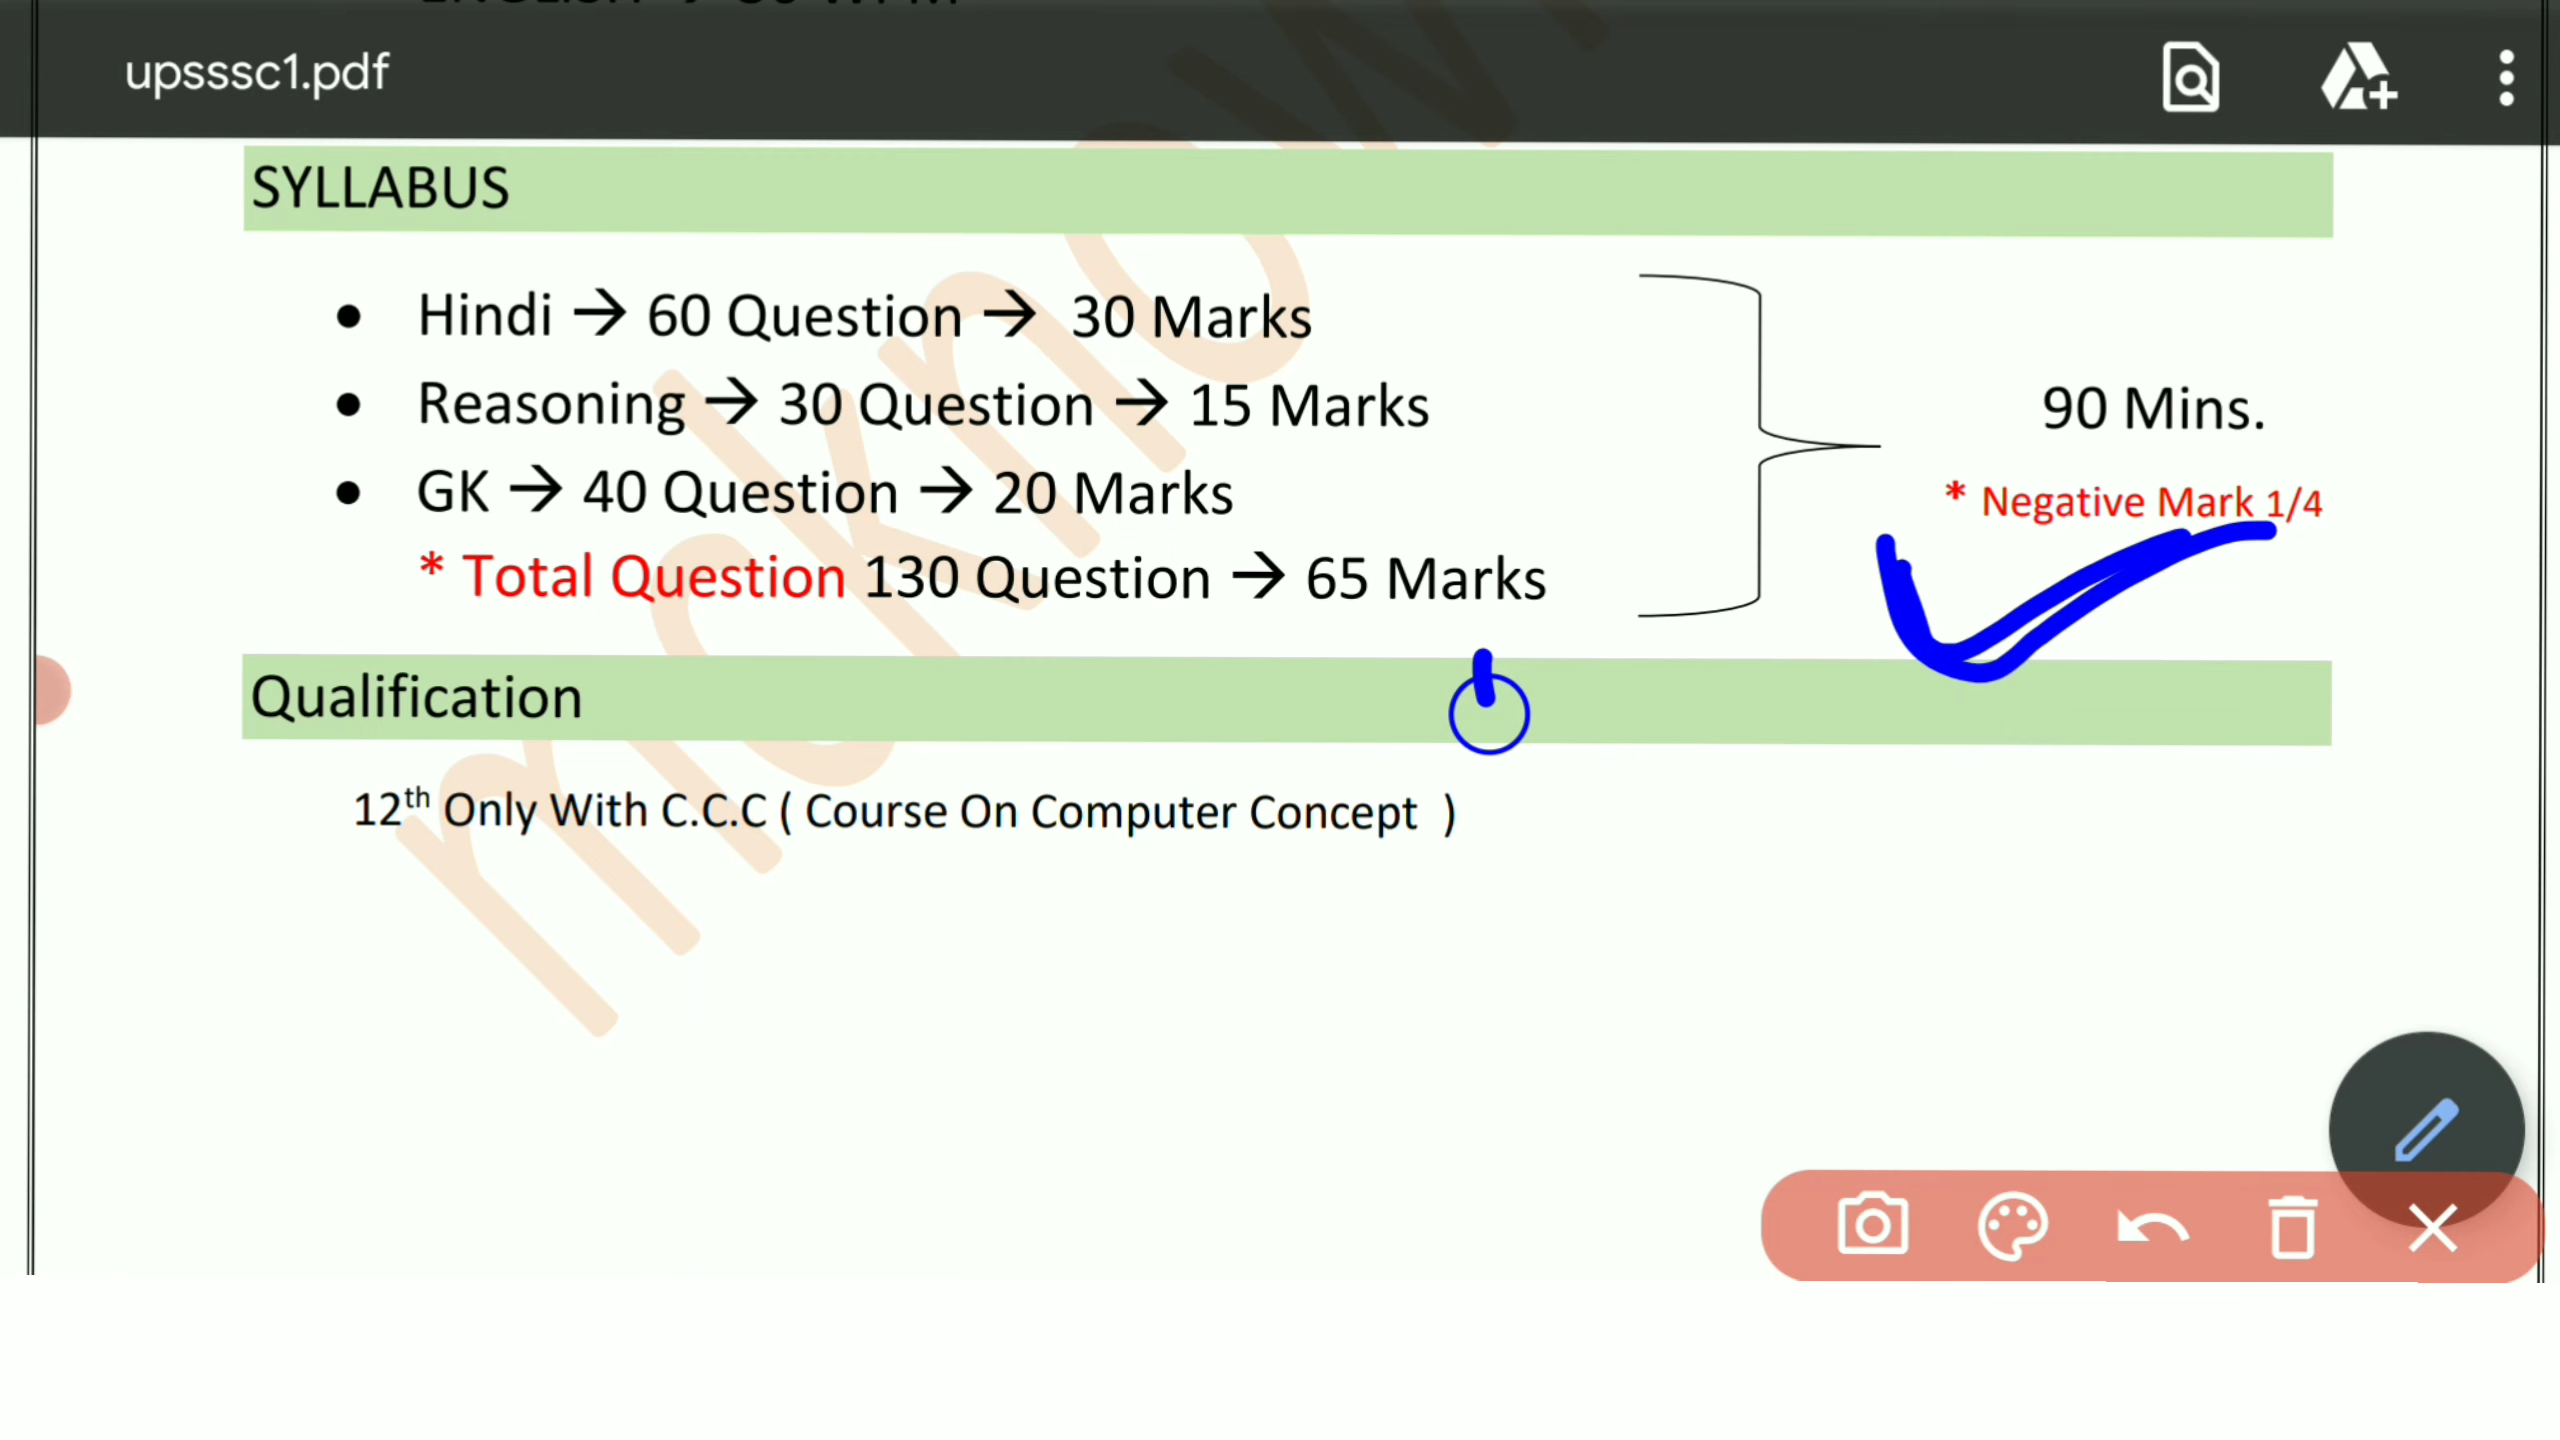 upsssc1.pdf
SYLLABUS
• Hindi → 60 Question → 30 Marks
• Reasoning → 30 Question → 15 Marks
• GK → 40 Question → 20 Marks
* Total Question 130 Question → 65 Marks
90 Mins.
* Negative Mark 1/4
Qualification
12th Only With C.C.C ( Course On Computer Concept )